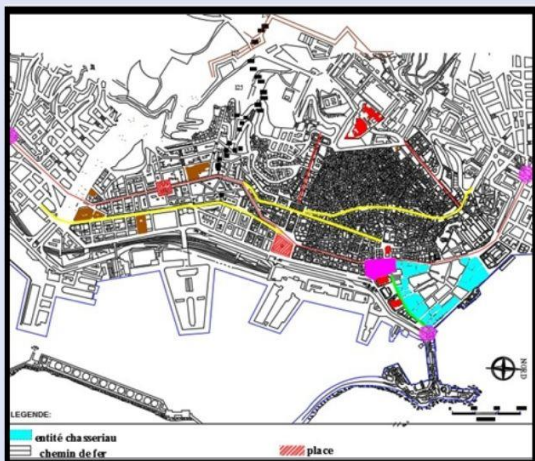 NORD
LEGENDE:
entité chasseriau
chemin de fer
place